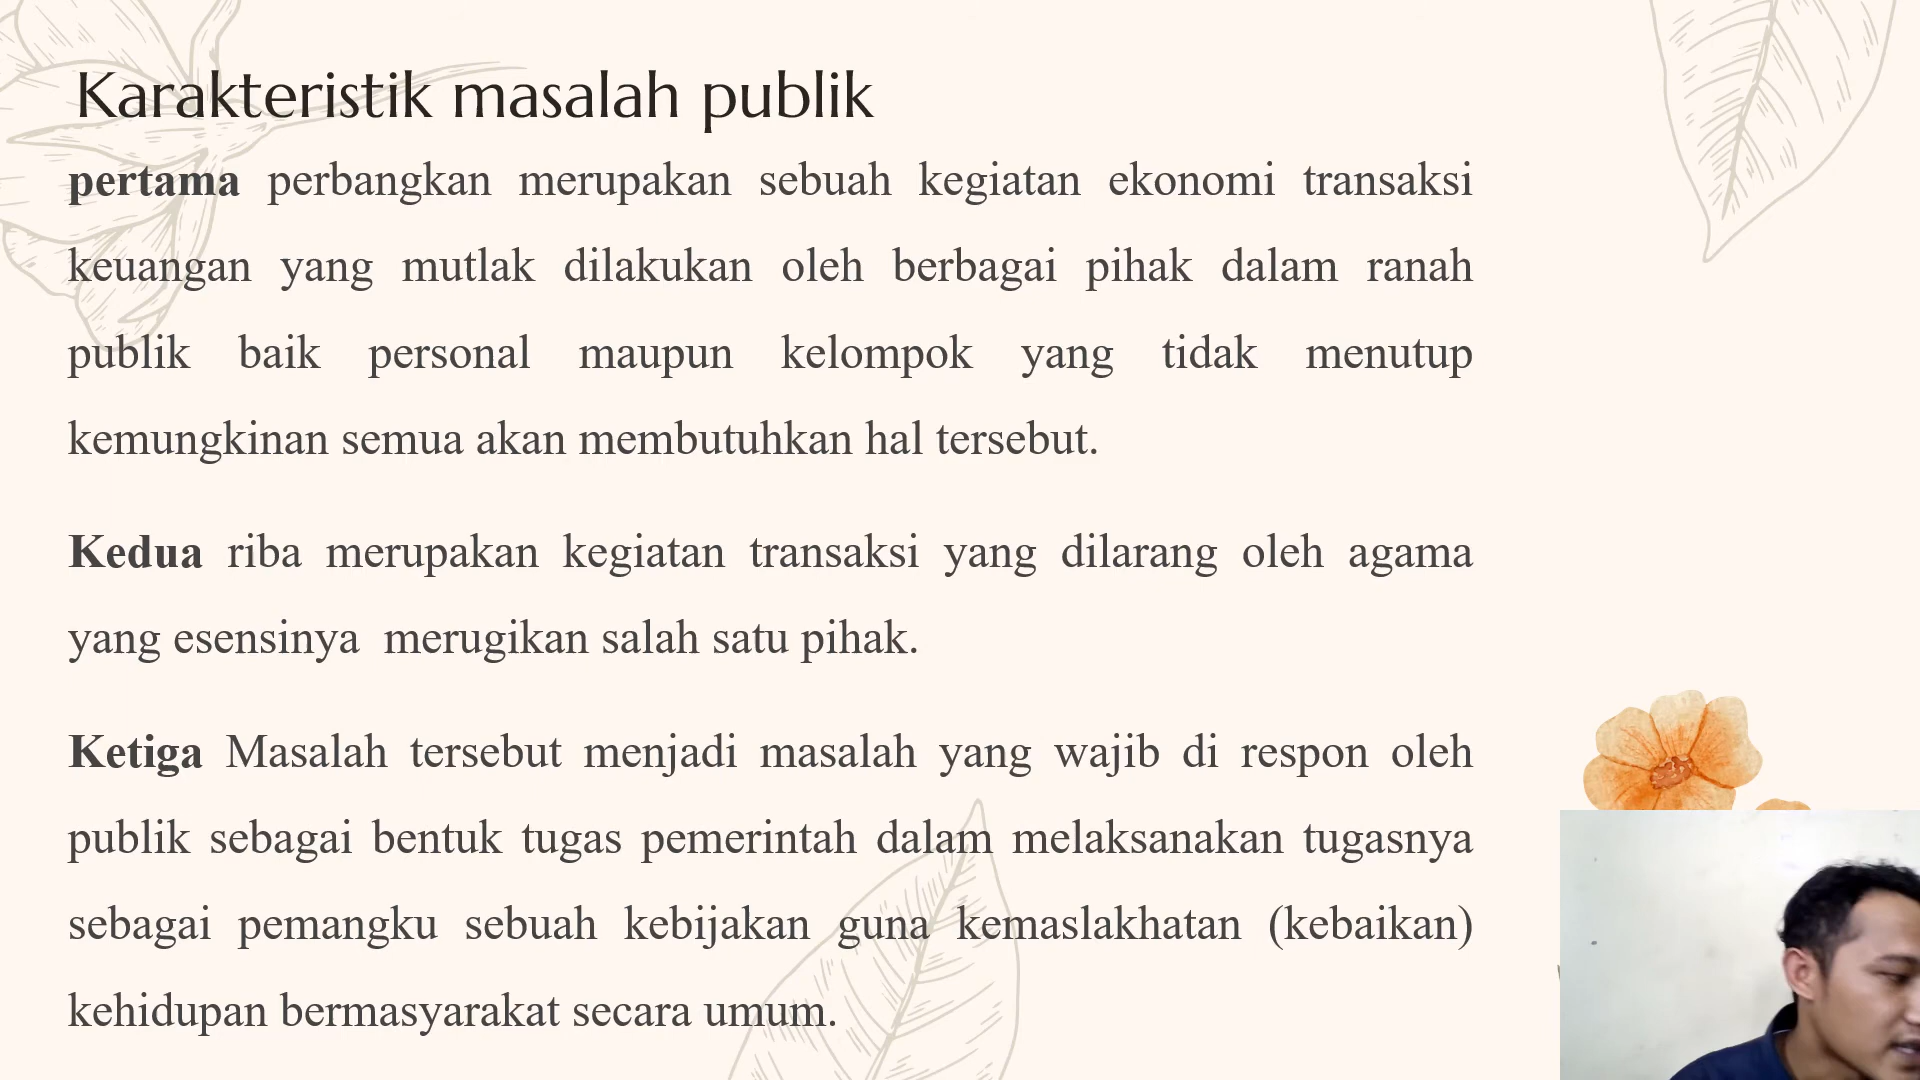 Karakteristik masalah publik
pertama perbangkan merupakan sebuah kegiatan ekonomi transaksi
keuangan yang mutlak dilakukan oleh berbagai pihak dalam ranah
publik baik personal maupun kelompok yang tidak menutup
kemungkinan semua akan membutuhkan hal tersebut.
Kedua riba merupakan kegiatan transaksi yang dilarang oleh agama
yang esensinya merugikan salah satu pihak.
Ketiga Masalah tersebut menjadi masalah yang wajib di respon oleh
publik sebagai bentuk tugas pemerintah dalam melaksanakan tugasnya
sebagai pemangku sebuah kebijakan guna kemaslakhatan (kebaikan)
kehidupan bermasyarakat secara umum.